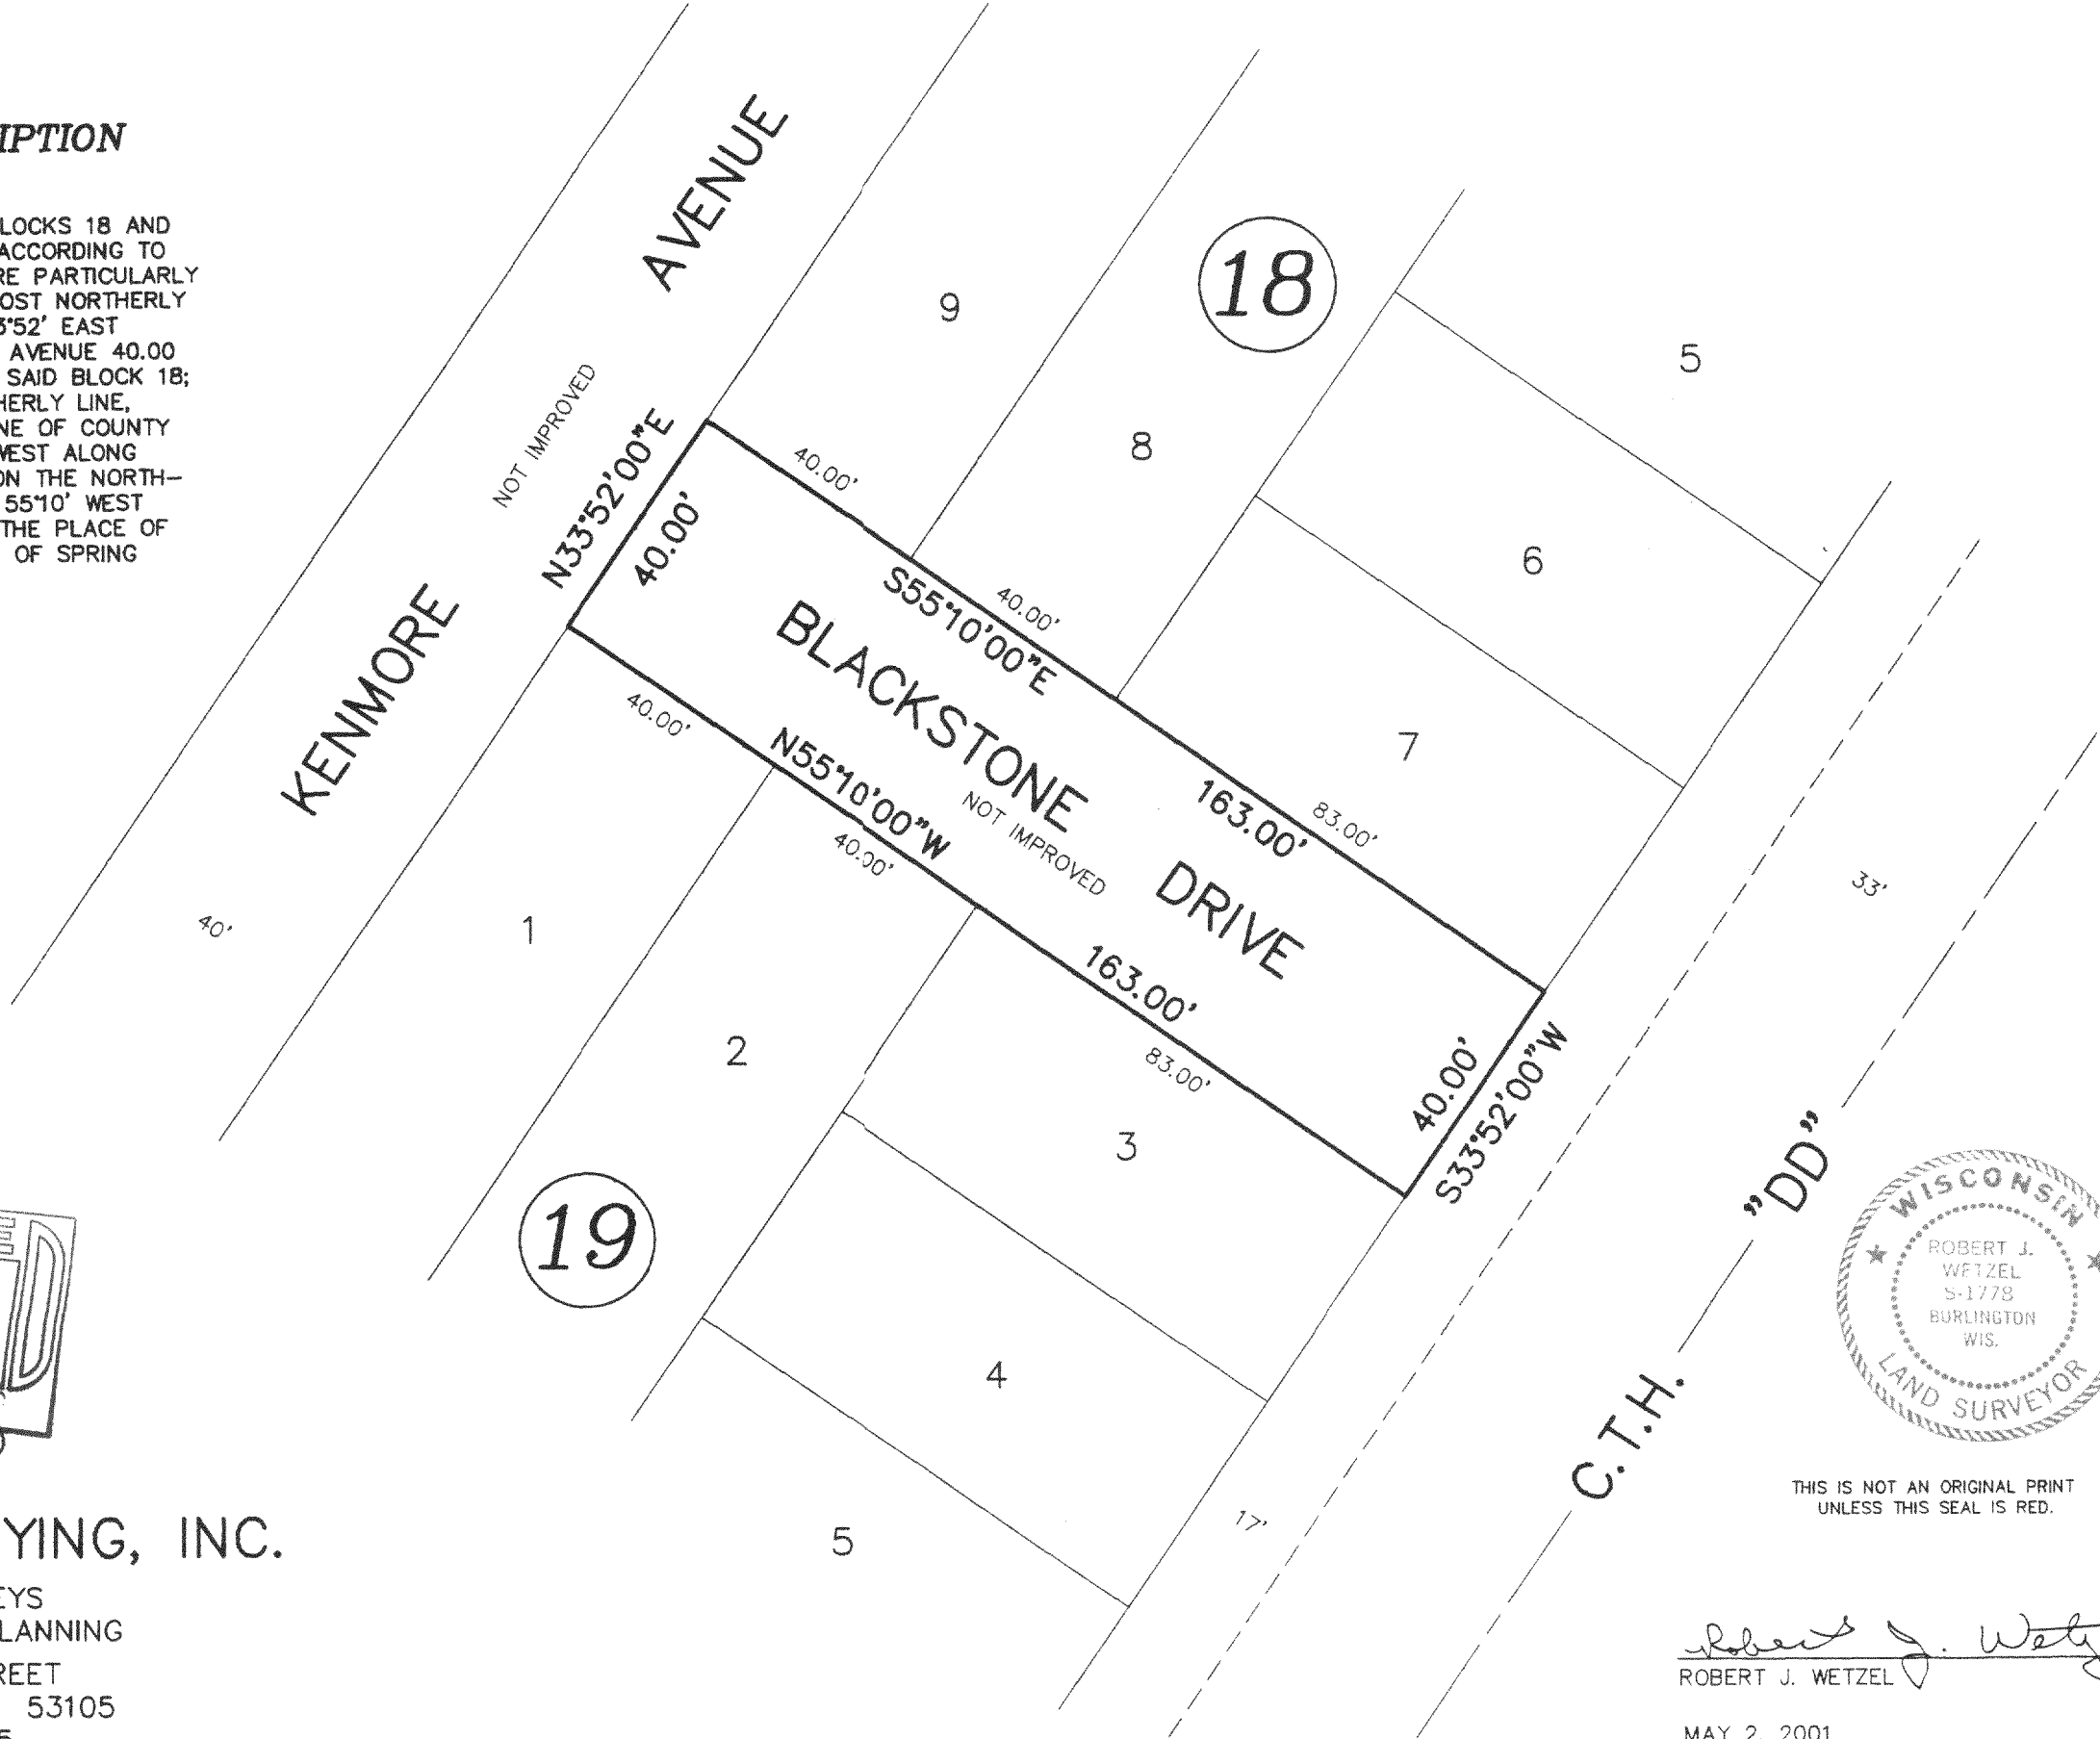 IPTION
LOCKS 18 AND
ACCORDING TO
RE PARTICULARLY
OST NORTHERLY
3°52' EAST
AVENUE 40.00
SAID BLOCK 18;
HERLY LINE,
NE OF COUNTY
WEST ALONG
ON THE NORTH-
55°10' WEST
THE PLACE OF
OF SPRING
KENMORE AVENUE
NOT IMPROVED
40'
N33°52'00"E
40.00'
9
8
18
5
6
7
40.00'
40.00'
S55°10'00"E
163.00'
83.00'
BLACKSTONE DRIVE
NOT IMPROVED
40.00'
N55°10'00"W
40.00'
163.00'
83.00'
40.00'
S33°52'00"W
1
2
3
19
4
5
33'
17'
C.T.H. "DD"
WISCONSIN
ROBERT J.
WETZEL
S-1778
BURLINGTON
WIS.
LAND SURVEYOR
THIS IS NOT AN ORIGINAL PRINT
UNLESS THIS SEAL IS RED.
YING, INC.
EYS
LANNING
REET
53105
Robert J. Wetz
ROBERT J. WETZEL
MAY 2, 2001